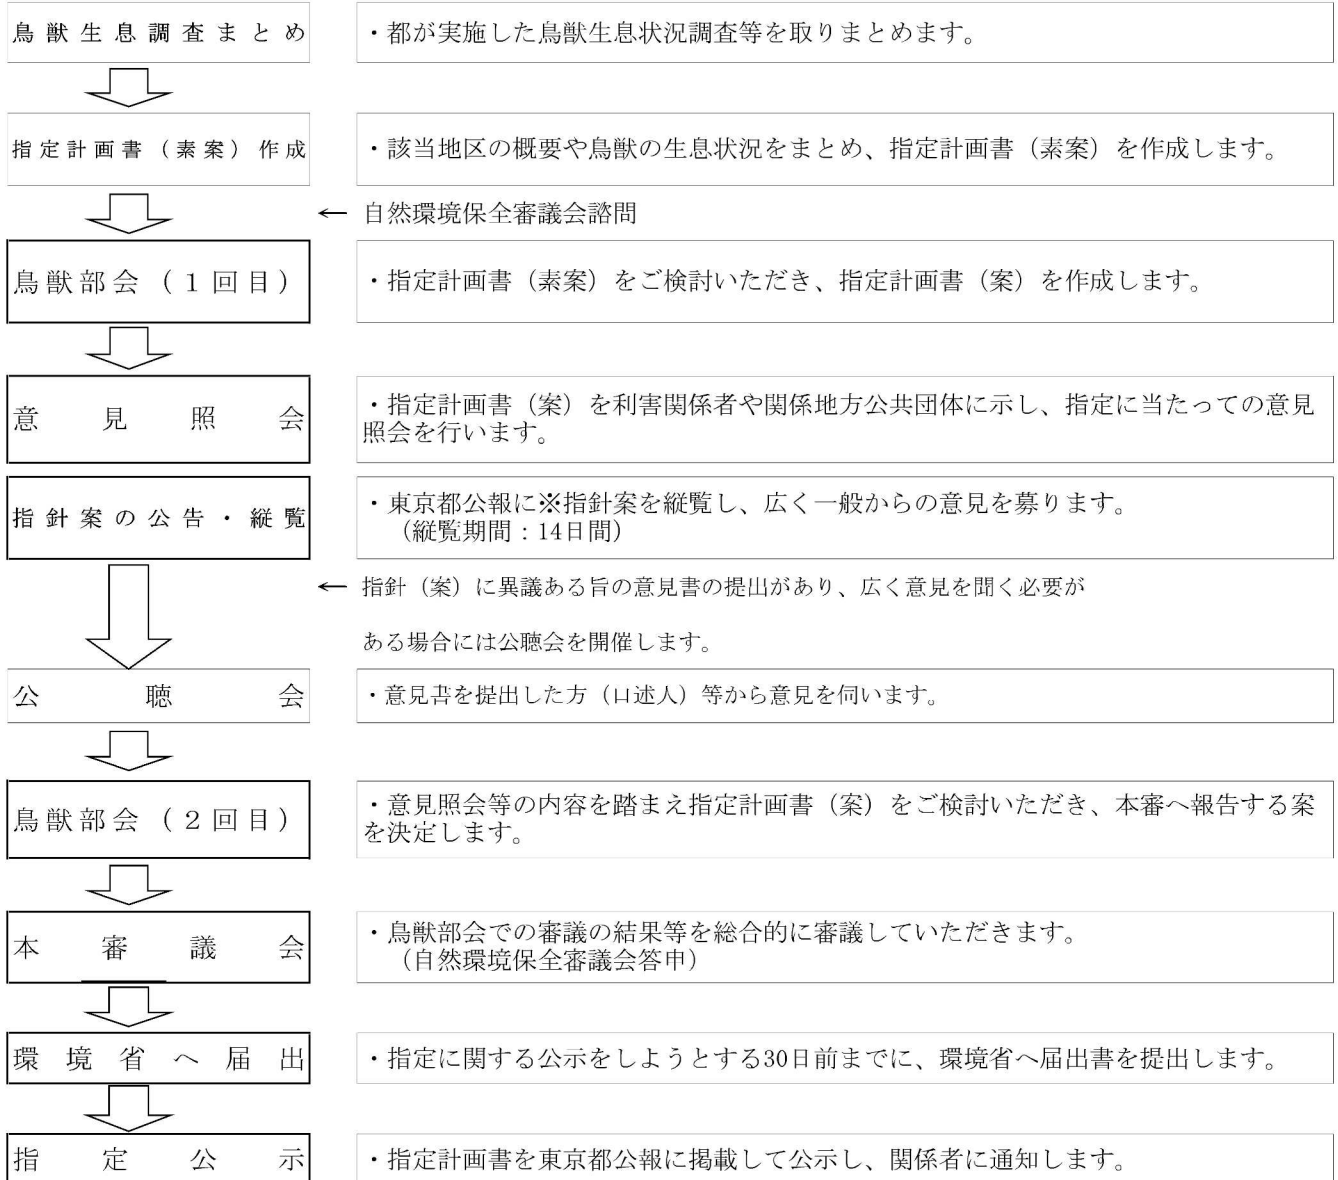 鳥獣生息調査まとめ
・都が実施した鳥獣生息状況調査等を取りまとめます。
指定計画書（素案）作成
・該当地区の概要や鳥獣の生息状況をまとめ、指定計画書（素案）を作成します。
← 自然環境保全審議会諮問
鳥獣部会（１回目）
・指定計画書（素案）をご検討いただき、指定計画書（案）を作成します。
意見照会
・指定計画書（案）を利害関係者や関係地方公共団体に示し、指定に当たっての意見
照会を行います。
指針案の公告・縦覧
・東京都公報に※指針案を縦覧し、広く一般からの意見を募ります。
（縦覧期間：14日間）
← 指針（案）に異議ある旨の意見書の提出があり、広く意見を聞く必要が
ある場合には公聴会を開催します。
公聴会
・意見書を提出した方（口述人）等から意見を伺います。
鳥獣部会（２回目）
・意見照会等の内容を踏まえ指定計画書（案）をご検討いただき、本審へ報告する案
を決定します。
本審議会
・鳥獣部会での審議の結果等を総合的に審議していただきます。
（自然環境保全審議会答申）
環境省へ届出
・指定に関する公示をしようとする30日前までに、環境省へ届出書を提出します。
指定公示
・指定計画書を東京都公報に掲載して公示し、関係者に通知します。